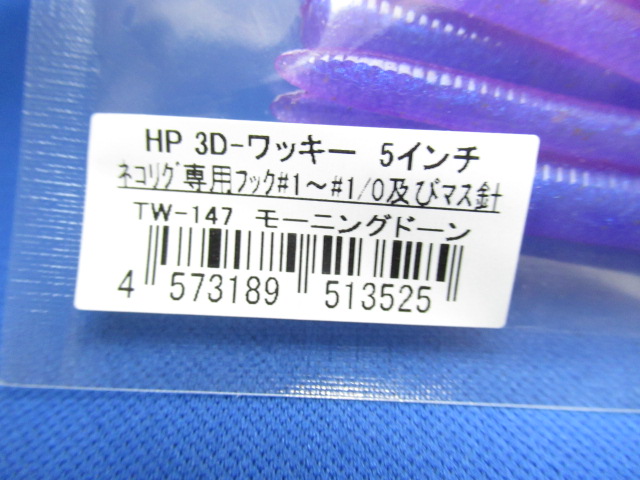 HP 3D-ワッキー 5インチ
ネコリグ専用フック#1～#1/0及びマス針
TW-147 モーニングドーン
4 573189 513525